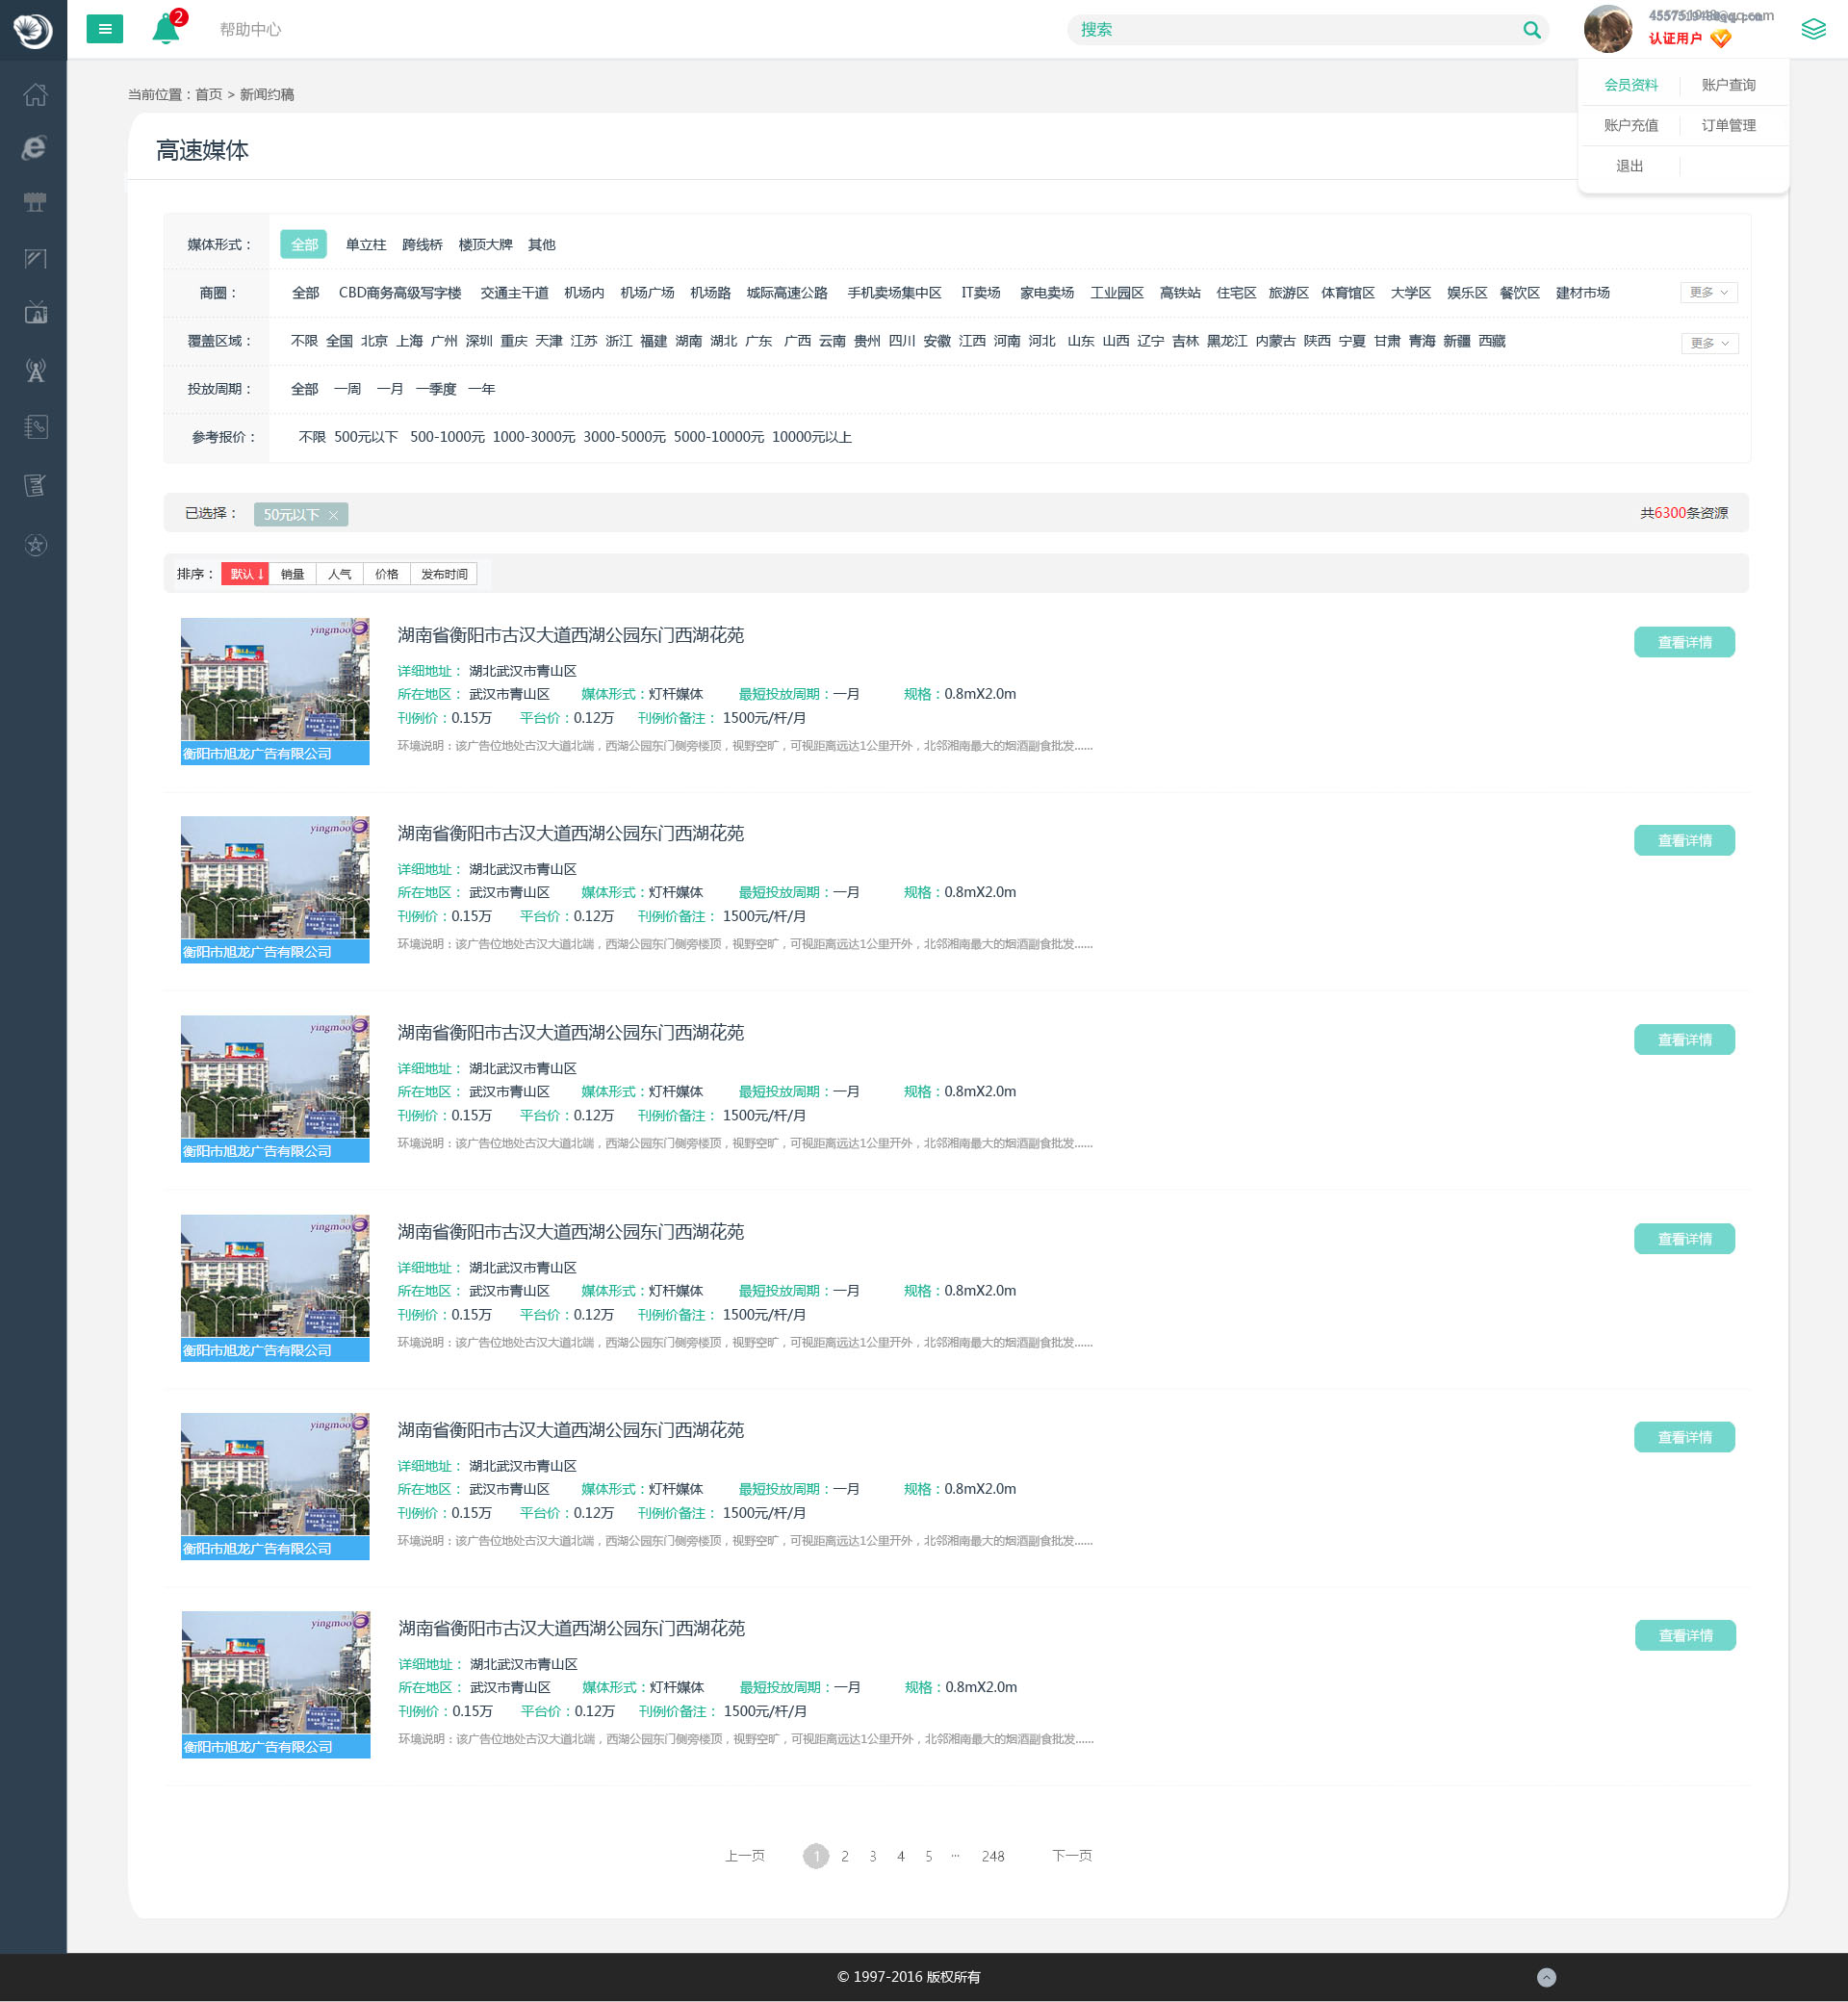 2
帮助中心
搜索
认证用户
会员资料 账户查询
账户充值 订单管理
退出
当前位置：首页 > 新闻约稿
高速媒体
媒体形式： 全部 单立柱 跨线桥 楼顶大牌 其他
商圈： 全部 CBD商务高级写字楼 交通主干道 机场内 机场广场 机场路 城际高速公路 手机卖场集中区 IT卖场 家电卖场 工业园区 高铁站 住宅区 旅游区 体育馆区 大学区 娱乐区 餐饮区 建材市场 更多
覆盖区域： 不限 全国 北京 上海 广州 深圳 重庆 天津 江苏 浙江 福建 湖南 湖北 广东 广西 云南 贵州 四川 安徽 江西 河南 河北 山东 山西 辽宁 吉林 黑龙江 内蒙古 陕西 宁夏 甘肃 青海 新疆 西藏 更多
投放周期： 全部 一周 一月 一季度 一年
参考报价： 不限 500元以下 500-1000元 1000-3000元 3000-5000元 5000-10000元 10000元以上
已选择： 50元以下 × 共6300条资源
排序： 默认↓ 销量 人气 价格 发布时间
yingmoo
衡阳市旭龙广告有限公司
湖南省衡阳市古汉大道西湖公园东门西湖花苑
查看详情
详细地址： 湖北武汉市青山区
所在地区： 武汉市青山区 媒体形式：灯杆媒体 最短投放周期：一月 规格：0.8mX2.0m
刊例价：0.15万 平台价：0.12万 刊例价备注： 1500元/杆/月
环境说明：该广告位地处古汉大道北端，西湖公园东门侧旁楼顶，视野空旷，可视距离远达1公里开外，北邻湘南最大的烟酒副食批发......
yingmoo
衡阳市旭龙广告有限公司
湖南省衡阳市古汉大道西湖公园东门西湖花苑
查看详情
详细地址： 湖北武汉市青山区
所在地区： 武汉市青山区 媒体形式：灯杆媒体 最短投放周期：一月 规格：0.8mX2.0m
刊例价：0.15万 平台价：0.12万 刊例价备注： 1500元/杆/月
环境说明：该广告位地处古汉大道北端，西湖公园东门侧旁楼顶，视野空旷，可视距离远达1公里开外，北邻湘南最大的烟酒副食批发......
yingmoo
衡阳市旭龙广告有限公司
湖南省衡阳市古汉大道西湖公园东门西湖花苑
查看详情
详细地址： 湖北武汉市青山区
所在地区： 武汉市青山区 媒体形式：灯杆媒体 最短投放周期：一月 规格：0.8mX2.0m
刊例价：0.15万 平台价：0.12万 刊例价备注： 1500元/杆/月
环境说明：该广告位地处古汉大道北端，西湖公园东门侧旁楼顶，视野空旷，可视距离远达1公里开外，北邻湘南最大的烟酒副食批发......
yingmoo
衡阳市旭龙广告有限公司
湖南省衡阳市古汉大道西湖公园东门西湖花苑
查看详情
详细地址： 湖北武汉市青山区
所在地区： 武汉市青山区 媒体形式：灯杆媒体 最短投放周期：一月 规格：0.8mX2.0m
刊例价：0.15万 平台价：0.12万 刊例价备注： 1500元/杆/月
环境说明：该广告位地处古汉大道北端，西湖公园东门侧旁楼顶，视野空旷，可视距离远达1公里开外，北邻湘南最大的烟酒副食批发......
yingmoo
衡阳市旭龙广告有限公司
湖南省衡阳市古汉大道西湖公园东门西湖花苑
查看详情
详细地址： 湖北武汉市青山区
所在地区： 武汉市青山区 媒体形式：灯杆媒体 最短投放周期：一月 规格：0.8mX2.0m
刊例价：0.15万 平台价：0.12万 刊例价备注： 1500元/杆/月
环境说明：该广告位地处古汉大道北端，西湖公园东门侧旁楼顶，视野空旷，可视距离远达1公里开外，北邻湘南最大的烟酒副食批发......
yingmoo
衡阳市旭龙广告有限公司
湖南省衡阳市古汉大道西湖公园东门西湖花苑
查看详情
详细地址： 湖北武汉市青山区
所在地区： 武汉市青山区 媒体形式：灯杆媒体 最短投放周期：一月 规格：0.8mX2.0m
刊例价：0.15万 平台价：0.12万 刊例价备注： 1500元/杆/月
环境说明：该广告位地处古汉大道北端，西湖公园东门侧旁楼顶，视野空旷，可视距离远达1公里开外，北邻湘南最大的烟酒副食批发......
上一页 1 2 3 4 5 ... 248 下一页
© 1997-2016 版权所有